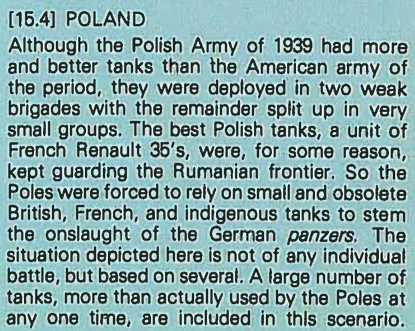 [15.4] POLAND
Although the Polish Army of 1939 had more
and better tanks than the American army of
the period, they were deployed in two weak
brigades with the remainder split up in very
small groups. The best Polish tanks, a unit of
French Renault 35's, were, for some reason,
kept guarding the Rumanian frontier. So the
Poles were forced to rely on small and obsolete
British, French, and indigenous tanks to stem
the onslaught of the German panzers. The
situation depicted here is not of any individual
battle, but based on several. A large number of
tanks, more than actually used by the Poles at
any one time, are included in this scenario.